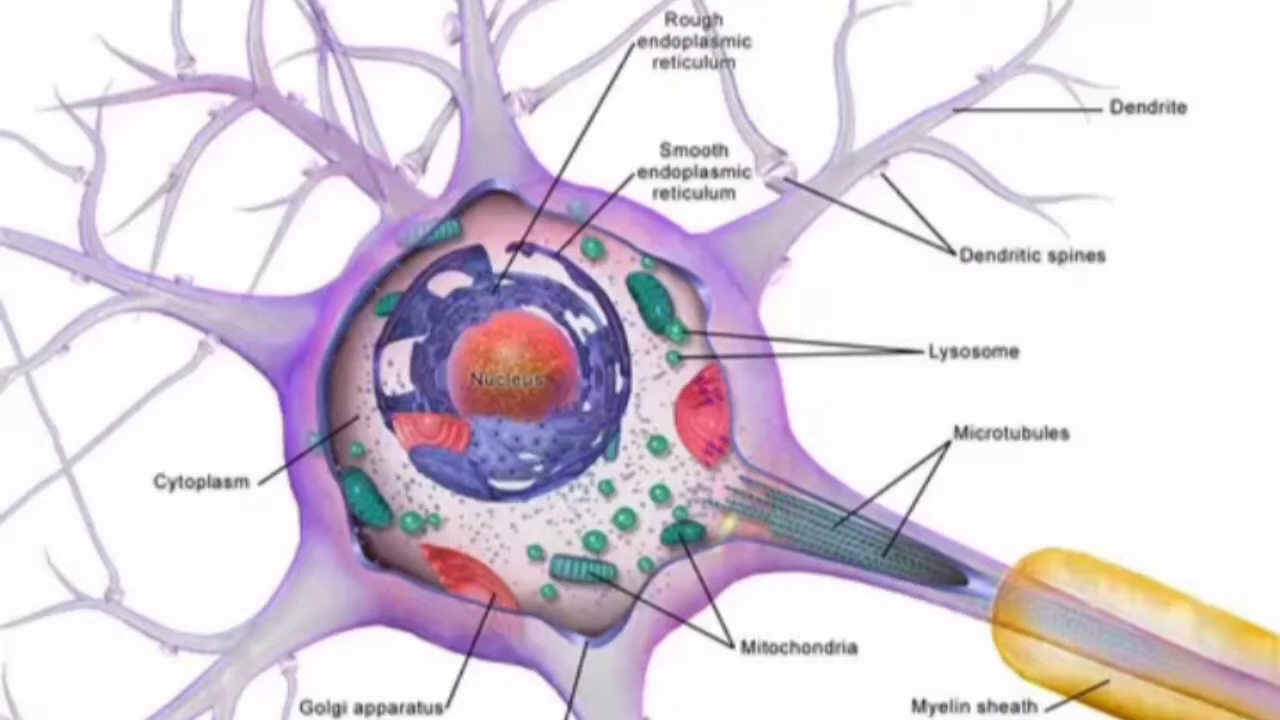 Rough
endoplasmic
reticulum
Dendrite
Smooth
endoplasmic
reticulum
Dendritic spines
Lysosome
Nucleus
Microtubules
Cytoplasm
Mitochondria
Golgi apparatus
Myelin sheath